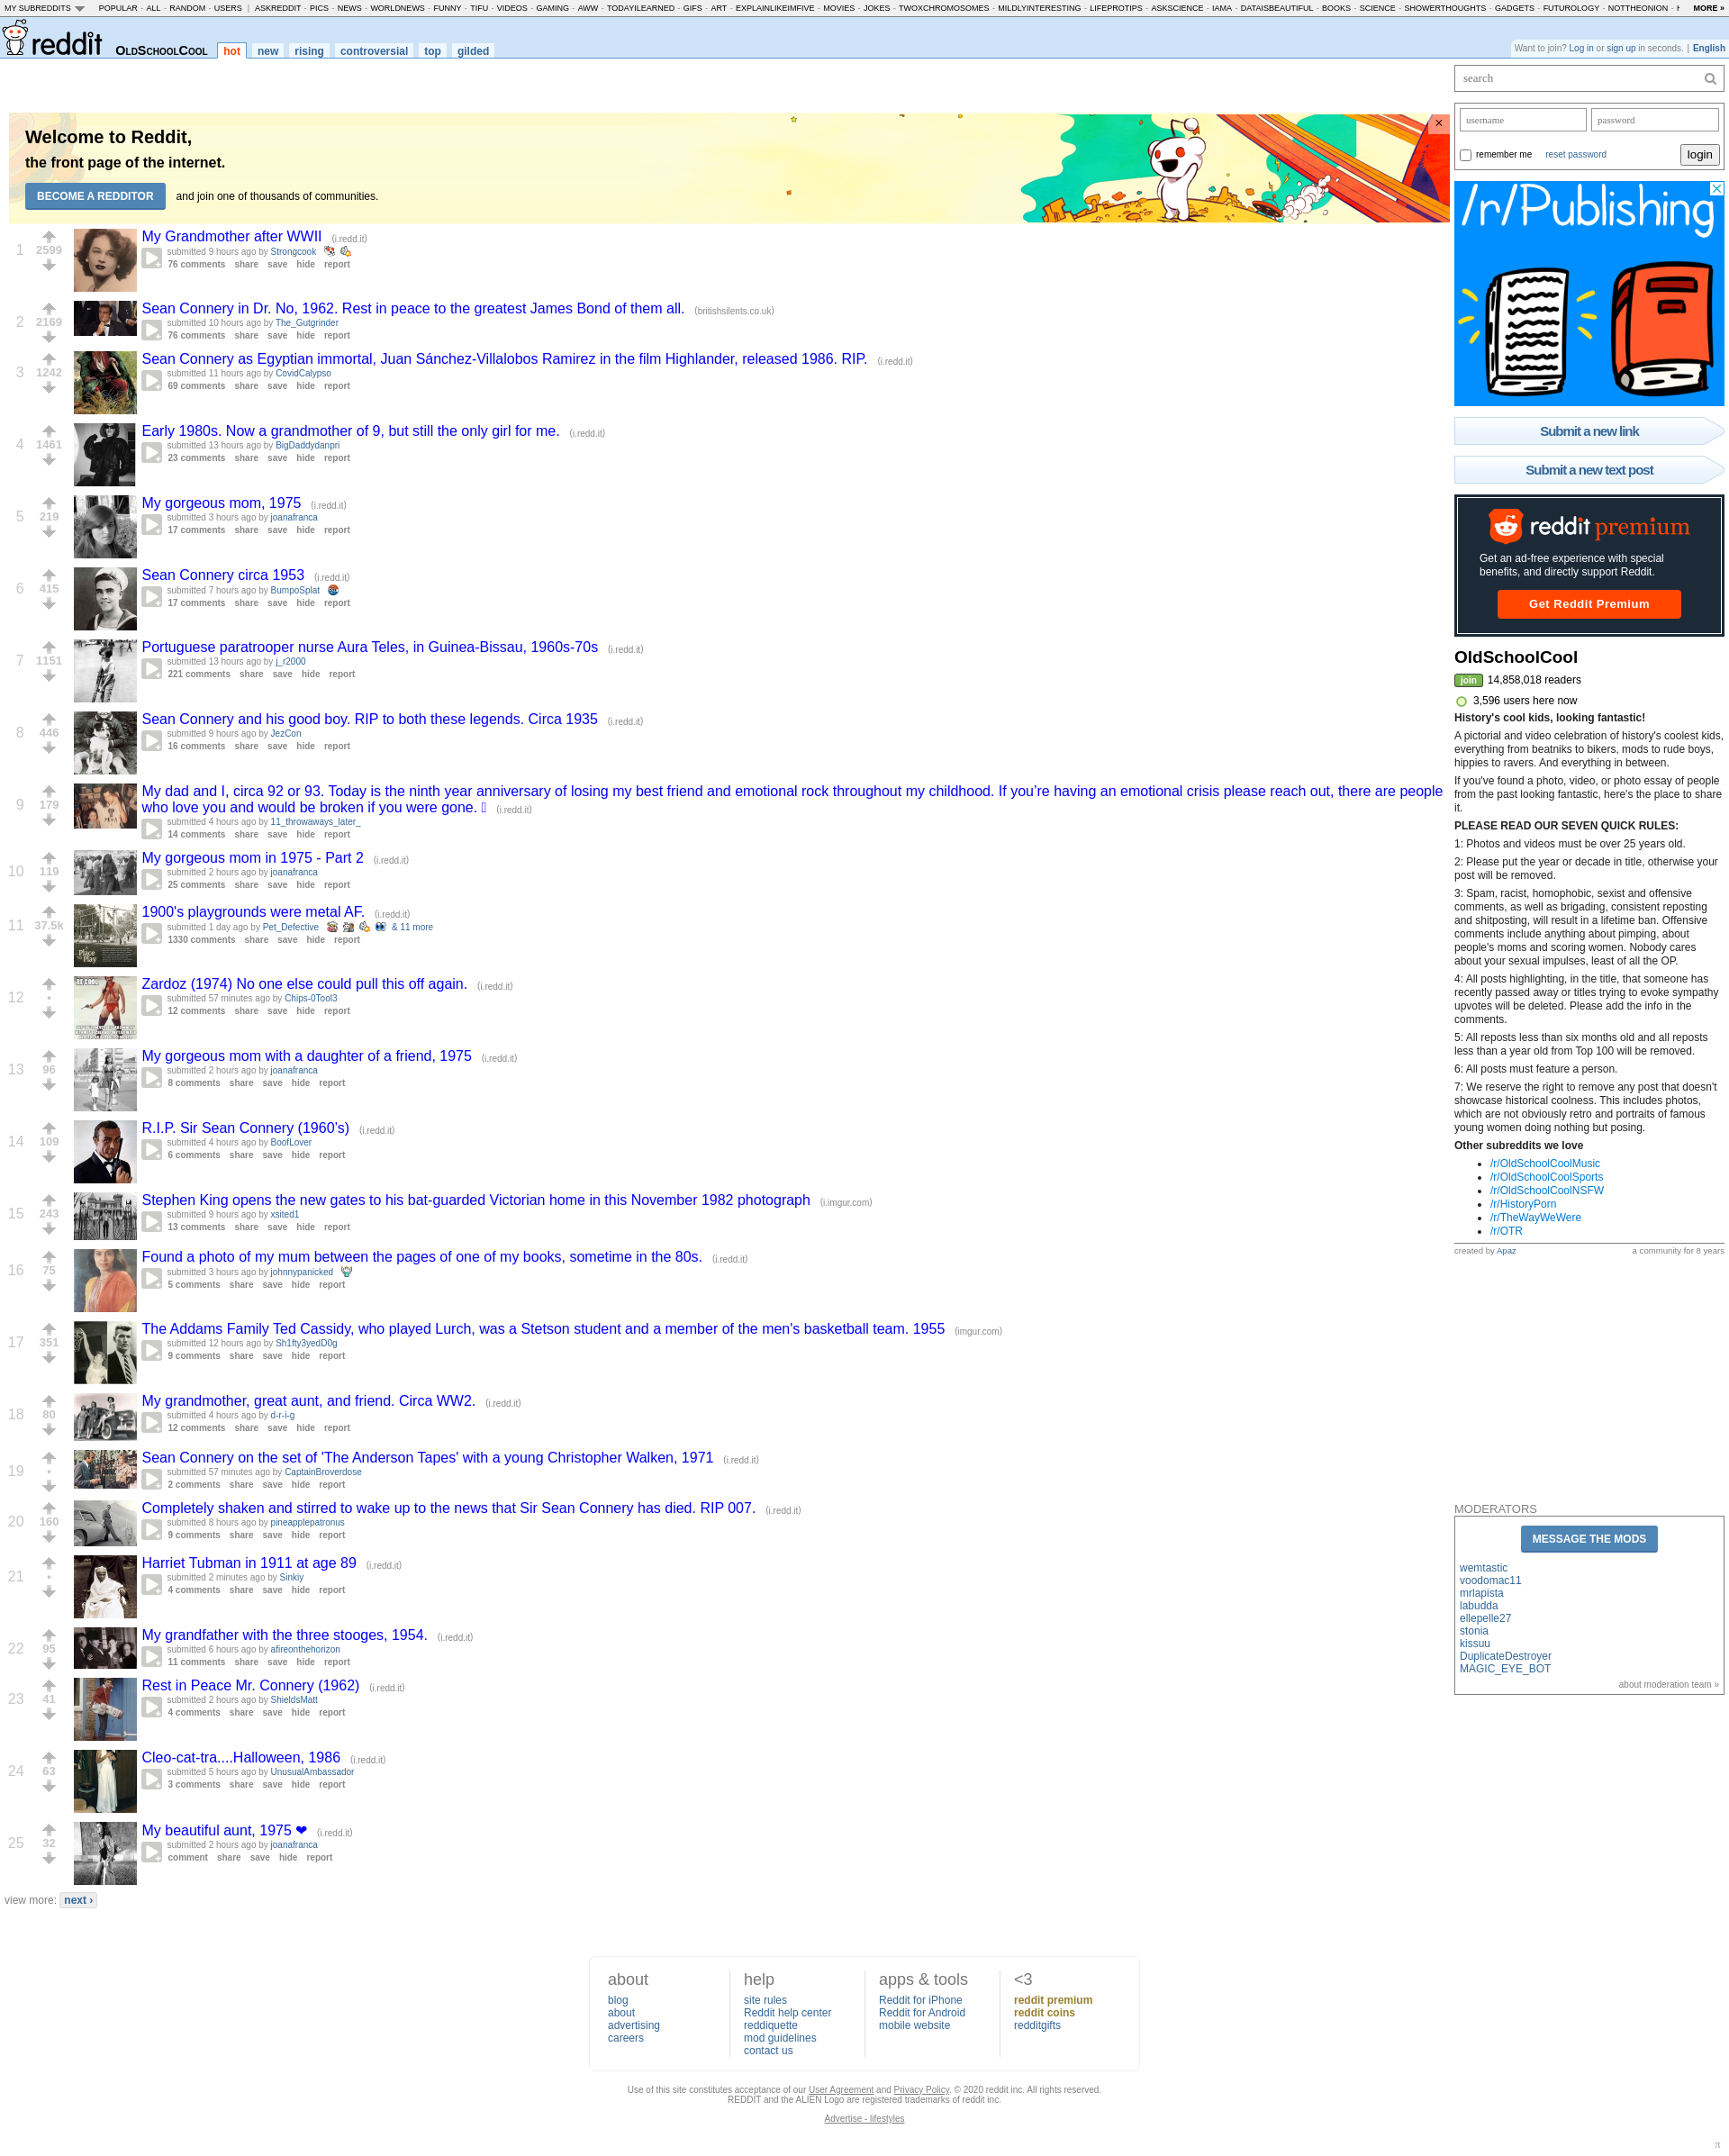 MY SUBREDDITS POPULAR - ALL - RANDOM - USERS | ASKREDDIT - PICS - NEWS - WORLDNEWS - FUNNY - TIFU - VIDEOS - GAMING - AWW - TODAYILEARNED - GIFS - ART - EXPLAINLIKEIMFIVE - MOVIES - JOKES - TWOXCHROMOSOMES - MILDLYINTERESTING - LIFEPROTIPS - ASKSCIENCE - IAMA - DATAISBEAUTIFUL - BOOKS - SCIENCE - SHOWERTHOUGHTS - GADGETS - FUTUROLOGY - NOTTHEONION - MORE »
reddit OldSchoolCool hot new rising controversial top gilded
Want to join? Log in or sign up in seconds. | English
Welcome to Reddit,
the front page of the internet.
BECOME A REDDITOR and join one of thousands of communities.
×
1 2599 My Grandmother after WWII (i.redd.it)
submitted 9 hours ago by Strongcook
76 comments share save hide report
2 2169 Sean Connery in Dr. No, 1962. Rest in peace to the greatest James Bond of them all. (britishsilents.co.uk)
submitted 10 hours ago by The_Gutgrinder
76 comments share save hide report
3 1242 Sean Connery as Egyptian immortal, Juan Sánchez-Villalobos Ramirez in the film Highlander, released 1986. RIP. (i.redd.it)
submitted 11 hours ago by CovidCalypso
69 comments share save hide report
4 1461 Early 1980s. Now a grandmother of 9, but still the only girl for me. (i.redd.it)
submitted 13 hours ago by BigDaddydanpri
23 comments share save hide report
5 219 My gorgeous mom, 1975 (i.redd.it)
submitted 3 hours ago by joanafranca
17 comments share save hide report
6 415 Sean Connery circa 1953 (i.redd.it)
submitted 7 hours ago by BumpoSplat
17 comments share save hide report
7 1151 Portuguese paratrooper nurse Aura Teles, in Guinea-Bissau, 1960s-70s (i.redd.it)
submitted 13 hours ago by j_r2000
221 comments share save hide report
8 446 Sean Connery and his good boy. RIP to both these legends. Circa 1935 (i.redd.it)
submitted 9 hours ago by JezCon
16 comments share save hide report
9 179 My dad and I, circa 92 or 93. Today is the ninth year anniversary of losing my best friend and emotional rock throughout my childhood. If you’re having an emotional crisis please reach out, there are people
who love you and would be broken if you were gone. (i.redd.it)
submitted 4 hours ago by 11_throwaways_later_
14 comments share save hide report
10 119 My gorgeous mom in 1975 - Part 2 (i.redd.it)
submitted 2 hours ago by joanafranca
25 comments share save hide report
11 37.5k 1900's playgrounds were metal AF. (i.redd.it)
submitted 1 day ago by Pet_Defective & 11 more
1330 comments share save hide report
Place to Play
12 • Zardoz (1974) No one else could pull this off again. (i.redd.it)
submitted 57 minutes ago by Chips-0Tool3
12 comments share save hide report
13 96 My gorgeous mom with a daughter of a friend, 1975 (i.redd.it)
submitted 2 hours ago by joanafranca
8 comments share save hide report
14 109 R.I.P. Sir Sean Connery (1960's) (i.redd.it)
submitted 4 hours ago by BoofLover
6 comments share save hide report
15 243 Stephen King opens the new gates to his bat-guarded Victorian home in this November 1982 photograph (i.imgur.com)
submitted 9 hours ago by xsited1
13 comments share save hide report
16 75 Found a photo of my mum between the pages of one of my books, sometime in the 80s. (i.redd.it)
submitted 3 hours ago by johnnypanicked
5 comments share save hide report
17 351 The Addams Family Ted Cassidy, who played Lurch, was a Stetson student and a member of the men's basketball team. 1955 (imgur.com)
submitted 12 hours ago by Sh1fty3yedD0g
9 comments share save hide report
18 80 My grandmother, great aunt, and friend. Circa WW2. (i.redd.it)
submitted 4 hours ago by d-r-i-g
12 comments share save hide report
19 • Sean Connery on the set of 'The Anderson Tapes' with a young Christopher Walken, 1971 (i.redd.it)
submitted 57 minutes ago by CaptainBroverdose
2 comments share save hide report
20 160 Completely shaken and stirred to wake up to the news that Sir Sean Connery has died. RIP 007. (i.redd.it)
submitted 8 hours ago by pineapplepatronus
9 comments share save hide report
21 • Harriet Tubman in 1911 at age 89 (i.redd.it)
submitted 2 minutes ago by Sinkiy
4 comments share save hide report
22 95 My grandfather with the three stooges, 1954. (i.redd.it)
submitted 6 hours ago by afireonthehorizon
11 comments share save hide report
23 41 Rest in Peace Mr. Connery (1962) (i.redd.it)
submitted 2 hours ago by ShieldsMatt
4 comments share save hide report
24 63 Cleo-cat-tra....Halloween, 1986 (i.redd.it)
submitted 5 hours ago by UnusualAmbassador
3 comments share save hide report
25 32 My beautiful aunt, 1975 ❤ (i.redd.it)
submitted 2 hours ago by joanafranca
comment share save hide report
view more: next ›
search
username password
remember me reset password login
/r/Publishing
Submit a new link
Submit a new text post
reddit premium
Get an ad-free experience with special
benefits, and directly support Reddit.
Get Reddit Premium
OldSchoolCool
join 14,858,018 readers
3,596 users here now
History's cool kids, looking fantastic!
A pictorial and video celebration of history's coolest kids,
everything from beatniks to bikers, mods to rude boys,
hippies to ravers. And everything in between.
If you've found a photo, video, or photo essay of people
from the past looking fantastic, here's the place to share
it.
PLEASE READ OUR SEVEN QUICK RULES:
1: Photos and videos must be over 25 years old.
2: Please put the year or decade in title, otherwise your
post will be removed.
3: Spam, racist, homophobic, sexist and offensive
comments, as well as brigading, consistent reposting
and shitposting, will result in a lifetime ban. Offensive
comments include anything about pimping, about
people's moms and scoring women. Nobody cares
about your sexual impulses, least of all the OP.
4: All posts highlighting, in the title, that someone has
recently passed away or titles trying to evoke sympathy
upvotes will be deleted. Please add the info in the
comments.
5: All reposts less than six months old and all reposts
less than a year old from Top 100 will be removed.
6: All posts must feature a person.
7: We reserve the right to remove any post that doesn't
showcase historical coolness. This includes photos,
which are not obviously retro and portraits of famous
young women doing nothing but posing.
Other subreddits we love
• /r/OldSchoolCoolMusic
• /r/OldSchoolCoolSports
• /r/OldSchoolCoolNSFW
• /r/HistoryPorn
• /r/TheWayWeWere
• /r/OTR
created by Apaz a community for 8 years
MODERATORS
MESSAGE THE MODS
wemtastic
voodomac11
mrlapista
labudda
ellepelle27
stonia
kissuu
DuplicateDestroyer
MAGIC_EYE_BOT
about moderation team »
about
blog
about
advertising
careers
help
site rules
Reddit help center
reddiquette
mod guidelines
contact us
apps & tools
Reddit for iPhone
Reddit for Android
mobile website
<3
reddit premium
reddit coins
redditgifts
Use of this site constitutes acceptance of our User Agreement and Privacy Policy. © 2020 reddit inc. All rights reserved.
REDDIT and the ALIEN Logo are registered trademarks of reddit inc.
Advertise - lifestyles
π